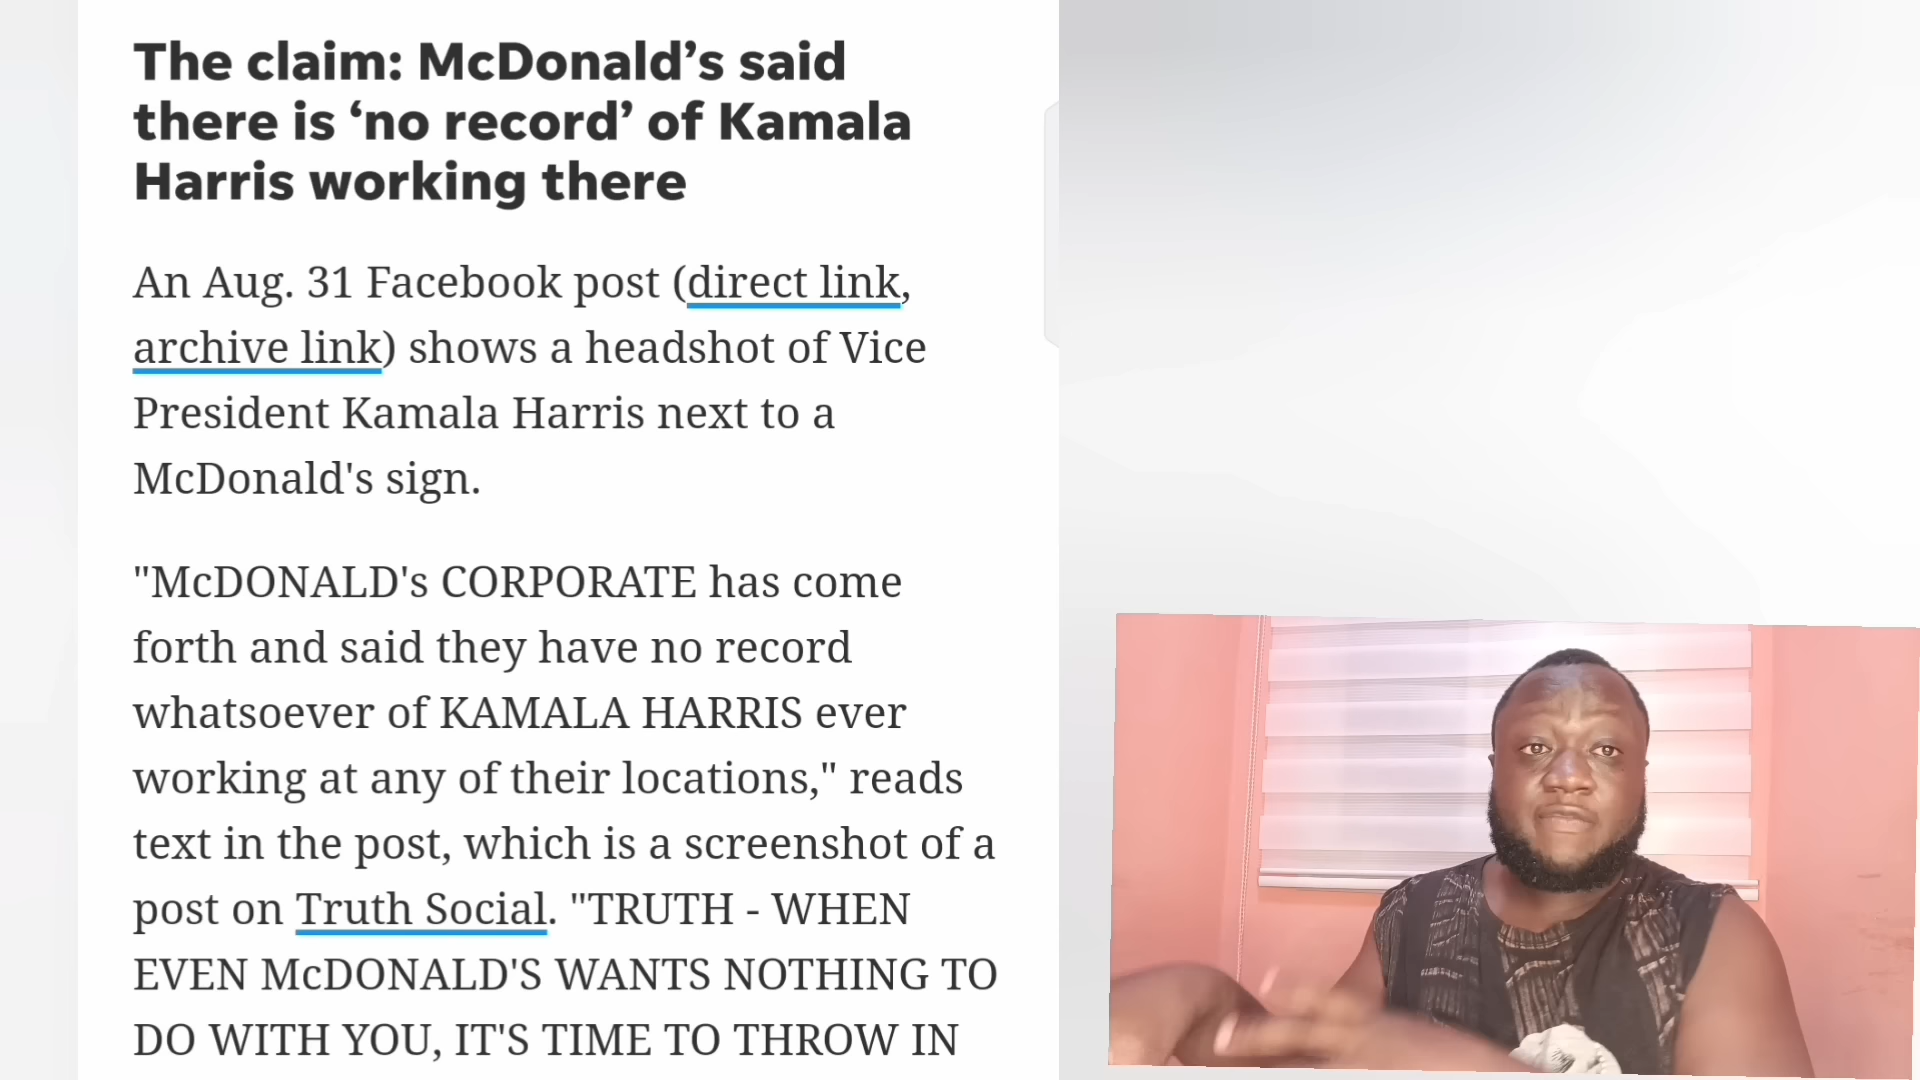 The claim: McDonald’s said
there is ‘no record’ of Kamala
Harris working there
An Aug. 31 Facebook post (direct link,
archive link) shows a headshot of Vice
President Kamala Harris next to a
McDonald's sign.
"McDONALD's CORPORATE has come
forth and said they have no record
whatsoever of KAMALA HARRIS ever
working at any of their locations," reads
text in the post, which is a screenshot of a
post on Truth Social. "TRUTH - WHEN
EVEN McDONALD'S WANTS NOTHING TO
DO WITH YOU, IT'S TIME TO THROW IN